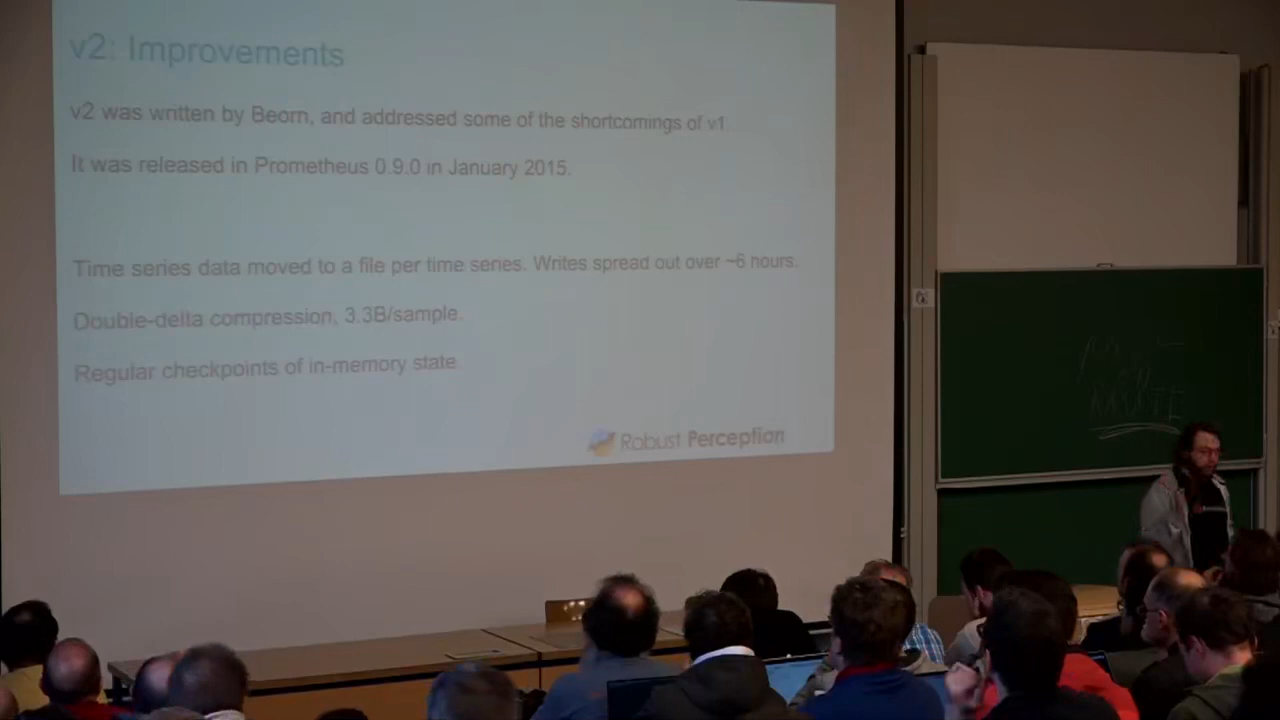 v2: Improvements
v2 was written by Beorn, and addressed some of the shortcomings of v1.
It was released in Prometheus 0.9.0 in January 2015.
Time series data moved to a file per time series. Writes spread out over ~6 hours.
Double-delta compression, 3.3B/sample.
Regular checkpoints of in-memory state.
Robust Perception